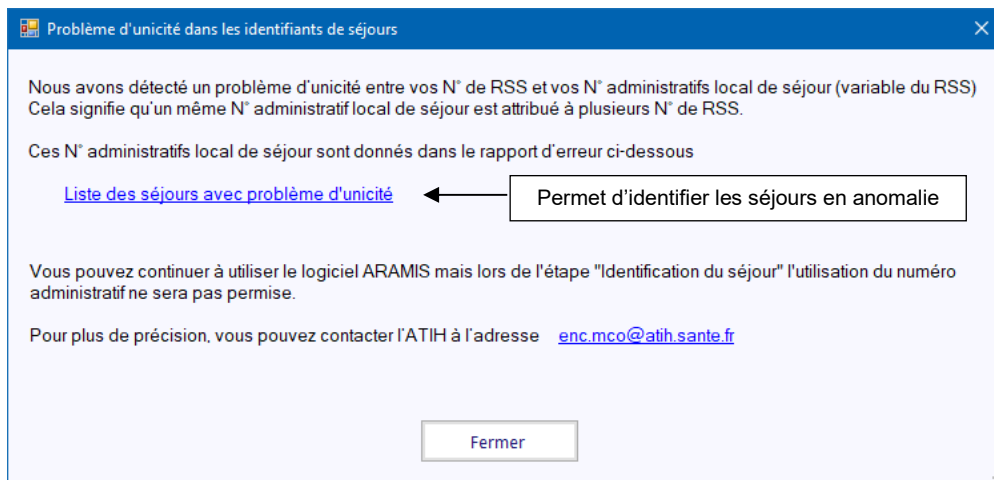 Problème d'unicité dans les identifiants de séjours
Nous avons détecté un problème d'unicité entre vos N° de RSS et vos N° administratifs local de séjour (variable du RSS)
Cela signifie qu'un même N° administratif local de séjour est attribué à plusieurs N° de RSS.
Ces N° administratifs local de séjour sont donnés dans le rapport d'erreur ci-dessous
Liste des séjours avec problème d'unicité
Permet d’identifier les séjours en anomalie
Vous pouvez continuer à utiliser le logiciel ARAMIS mais lors de l'étape "Identification du séjour" l'utilisation du numéro
administratif ne sera pas permise.
Pour plus de précision, vous pouvez contacter l'ATIH à l'adresse enc.mco@atih.sante.fr
Fermer